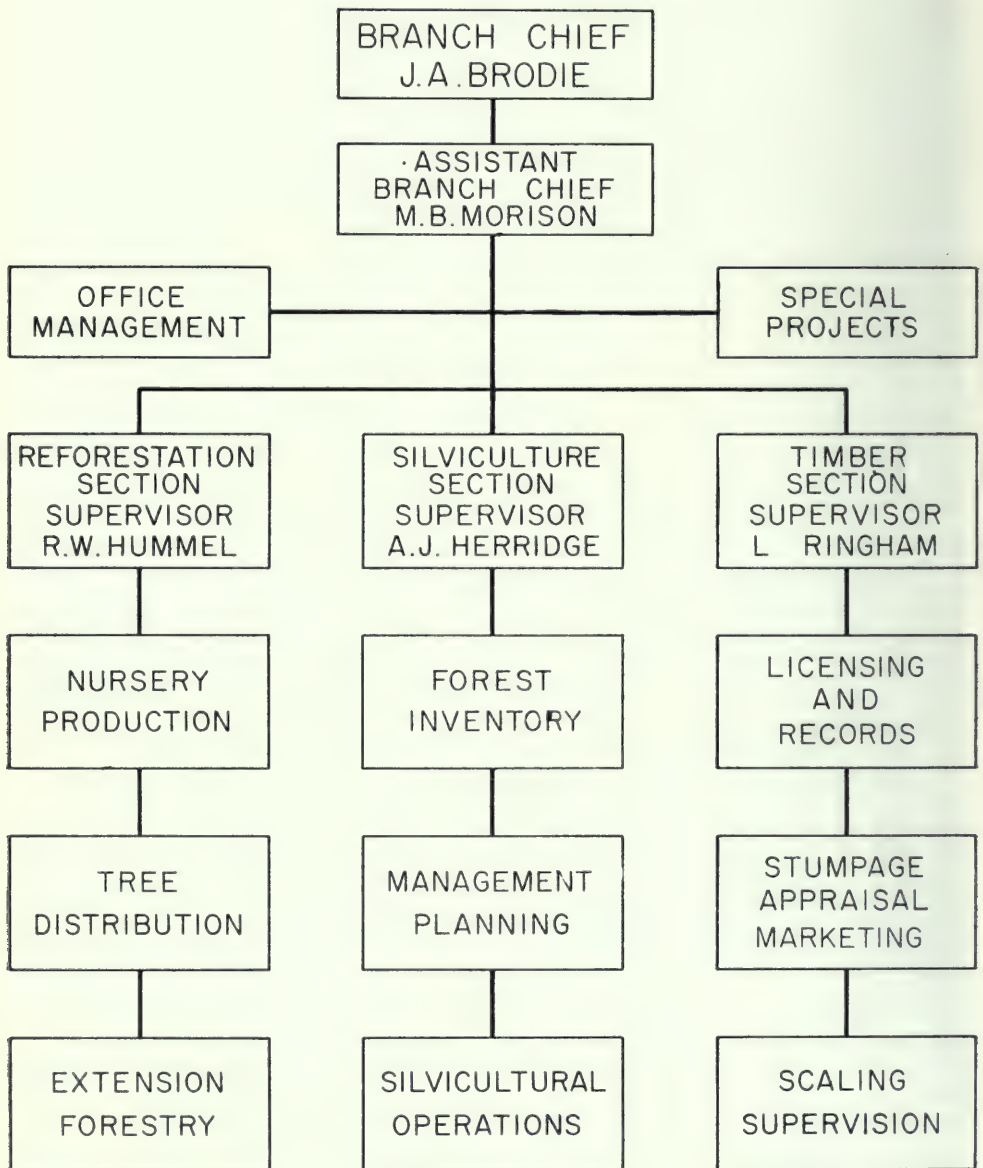 BRANCH CHIEF
J.A. BRODIE
ASSISTANT
BRANCH CHIEF
M.B. MORISON
OFFICE
MANAGEMENT
SPECIAL
PROJECTS
REFORESTATION
SECTION
SUPERVISOR
R.W. HUMMEL
SILVICULTURE
SECTION
SUPERVISOR
A.J. HERRIDGE
TIMBER
SECTION
SUPERVISOR
L RINGHAM
NURSERY
PRODUCTION
FOREST
INVENTORY
LICENSING
AND
RECORDS
TREE
DISTRIBUTION
MANAGEMENT
PLANNING
STUMPAGE
APPRAISAL
MARKETING
EXTENSION
FORESTRY
SILVICULTURAL
OPERATIONS
SCALING
SUPERVISION